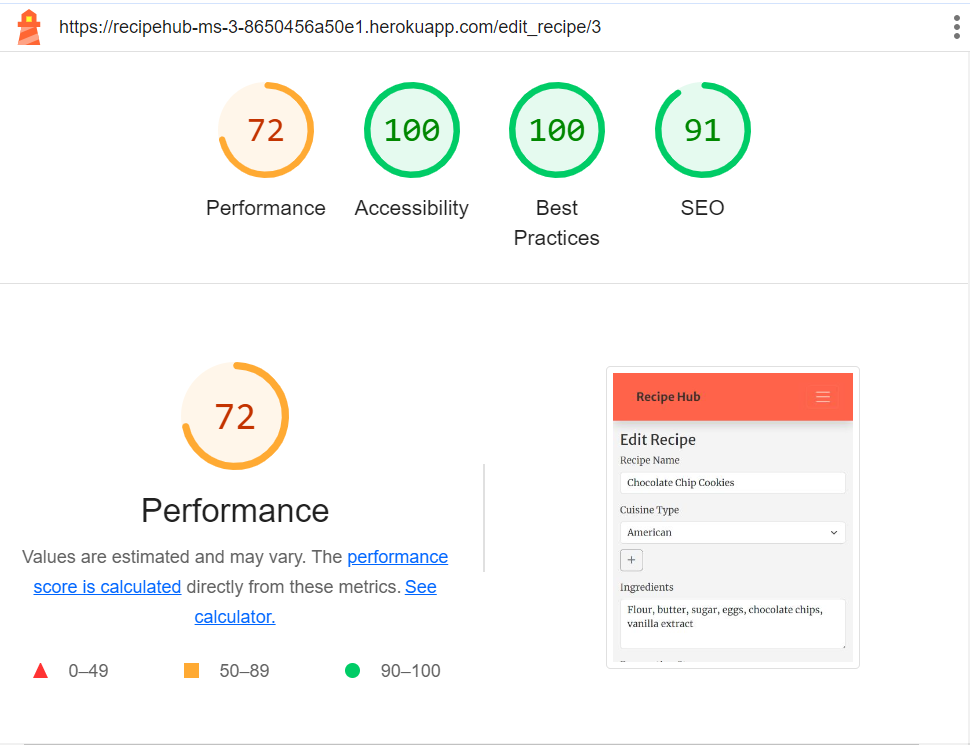 https://recipehub-ms-3-8650456a50e1.herokuapp.com/edit_recipe/3
72
100
100
91
Performance
Accessibility
Best
Practices
SEO
72
Performance
Values are estimated and may vary. The performance
score is calculated directly from these metrics. See
calculator.
0–49
50–89
90–100
Recipe Hub
Edit Recipe
Recipe Name
Chocolate Chip Cookies
Cuisine Type
American
+
Ingredients
Flour, butter, sugar, eggs, chocolate chips,
vanilla extract